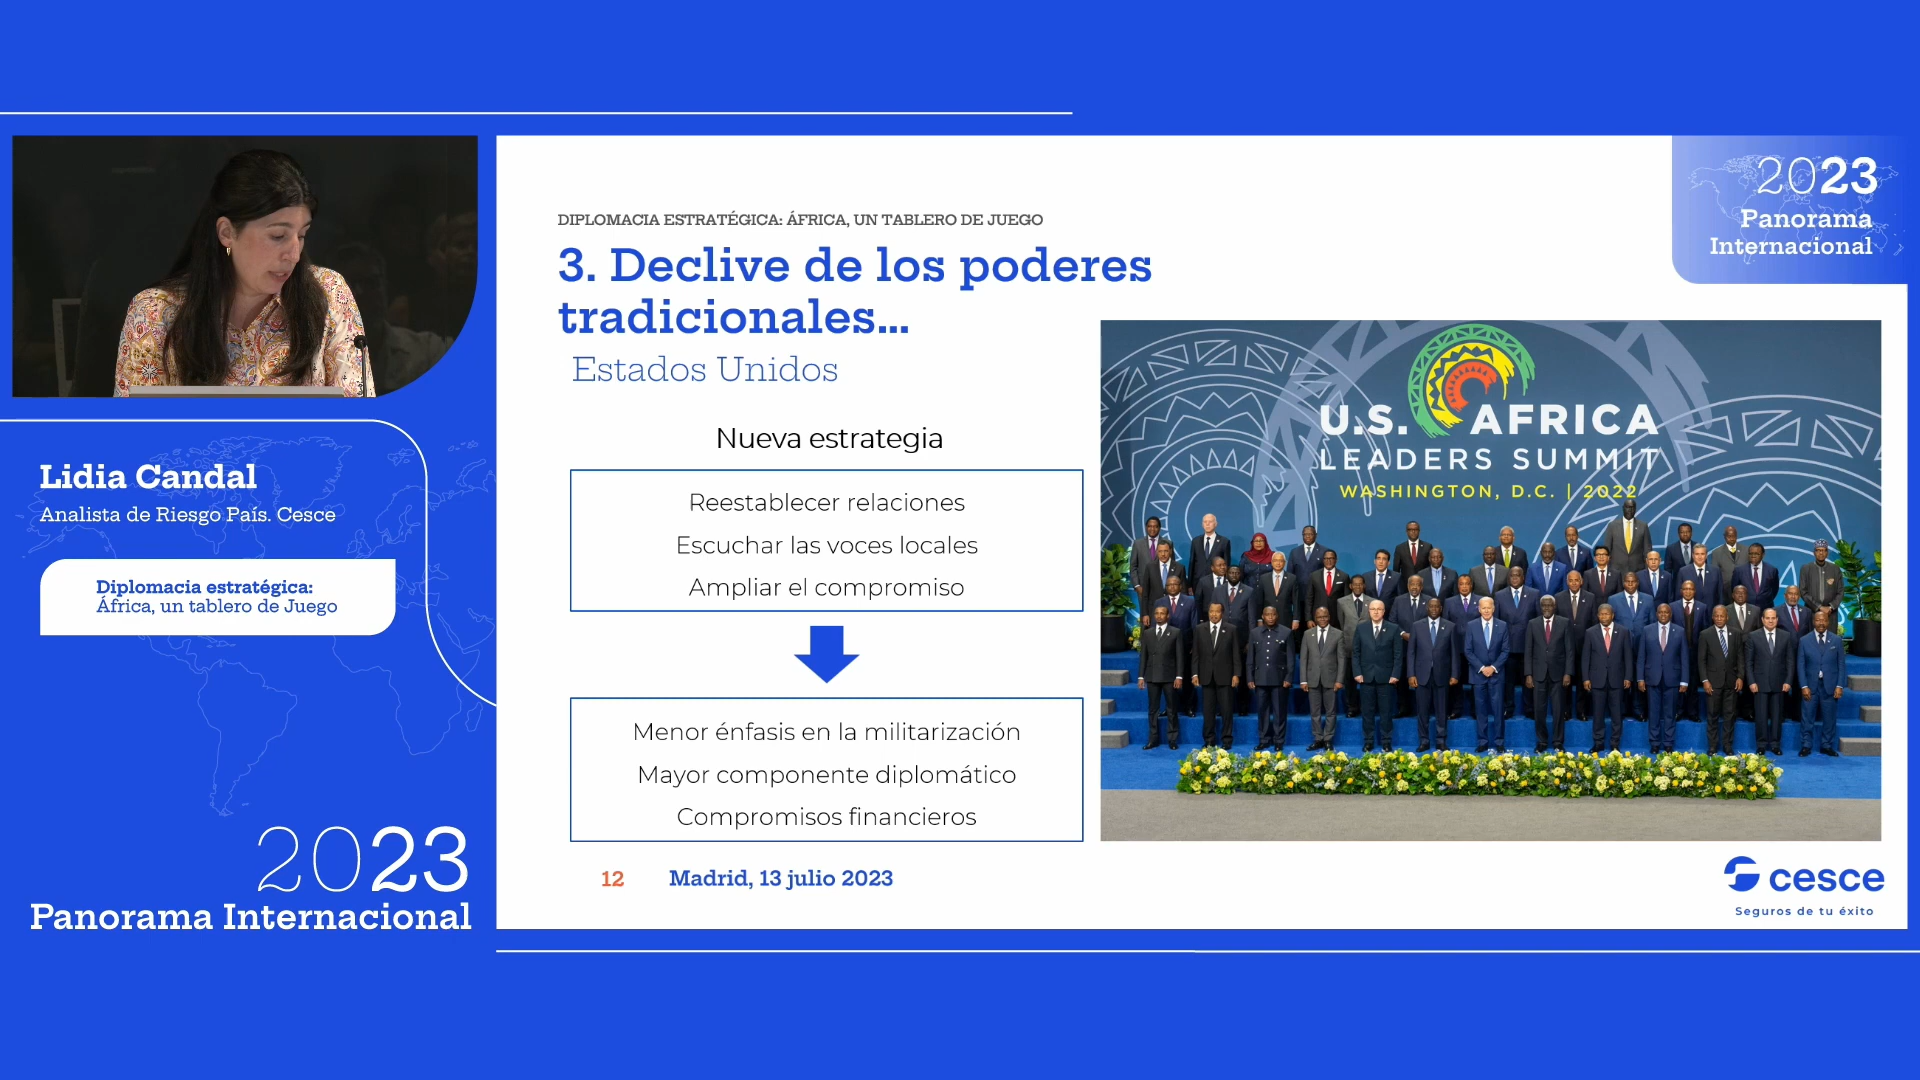 Lidia Candal
Analista de Riesgo País. Cesce
Diplomacia estratégica:
África, un tablero de Juego
2023
Panorama Internacional
DIPLOMACIA ESTRATÉGICA: ÁFRICA, UN TABLERO DE JUEGO
3. Declive de los poderes
tradicionales...
Estados Unidos
Nueva estrategia
Reestablecer relaciones
Escuchar las voces locales
Ampliar el compromiso
Menor énfasis en la militarización
Mayor componente diplomático
Compromisos financieros
12 Madrid, 13 julio 2023
2023
Panorama
Internacional
U.S. AFRICA
LEADERS SUMMIT
WASHINGTON, D.C. | 2022
cesce
Seguros de tu éxito